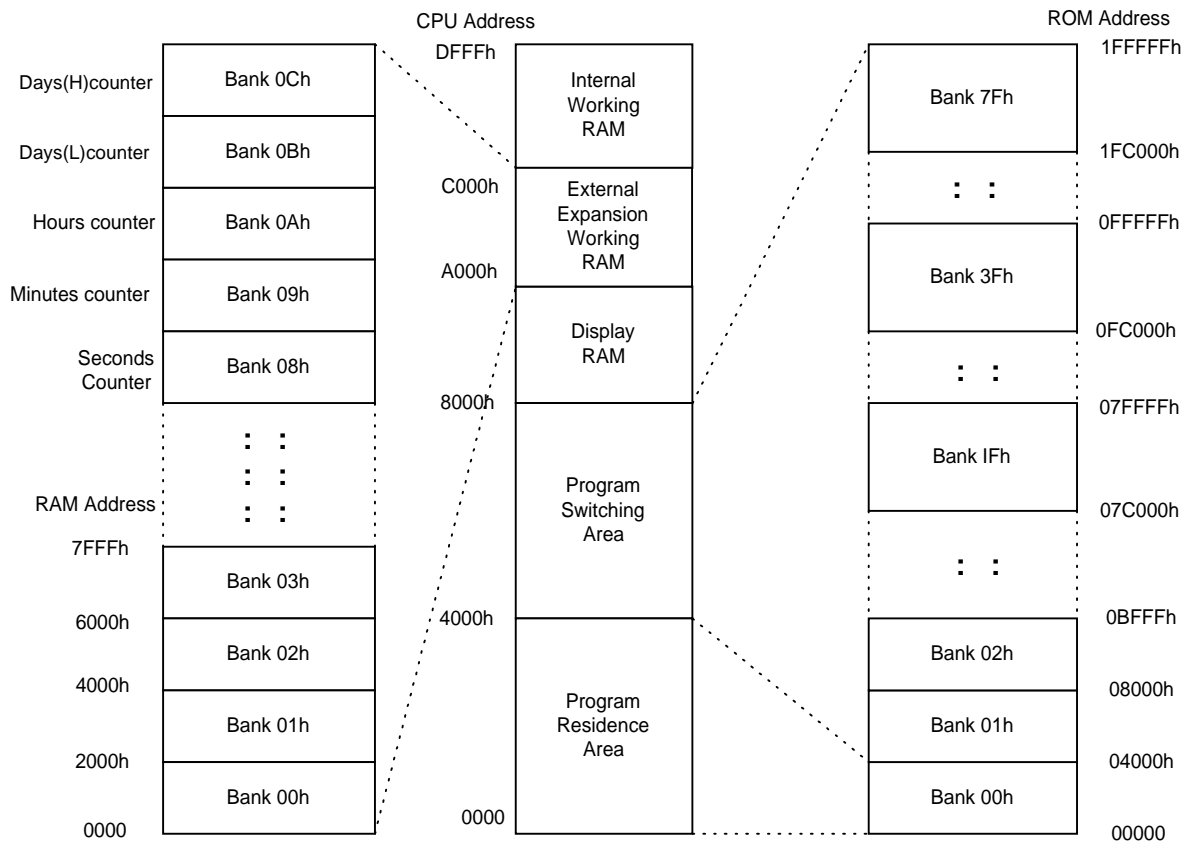 CPU Address
ROM Address
DFFFh
1FFFFFh
Days(H)counter
Bank 0Ch
Internal
Working
RAM
Bank 7Fh
Days(L)counter
Bank 0Bh
1FC000h
C000h
Hours counter
Bank 0Ah
External
Expansion
Working
RAM
: :
0FFFFFh
A000h
Minutes counter
Bank 09h
Bank 3Fh
0FC000h
Seconds
Counter
Bank 08h
Display
RAM
: :
8000h
07FFFFh
: :
: :
: :
Bank IFh
RAM Address
Program
Switching
Area
07C000h
7FFFh
Bank 03h
: :
6000h
4000h
0BFFFh
Bank 02h
Bank 02h
4000h
08000h
Bank 01h
Program
Residence
Area
Bank 01h
2000h
04000h
Bank 00h
Bank 00h
0000
0000
00000